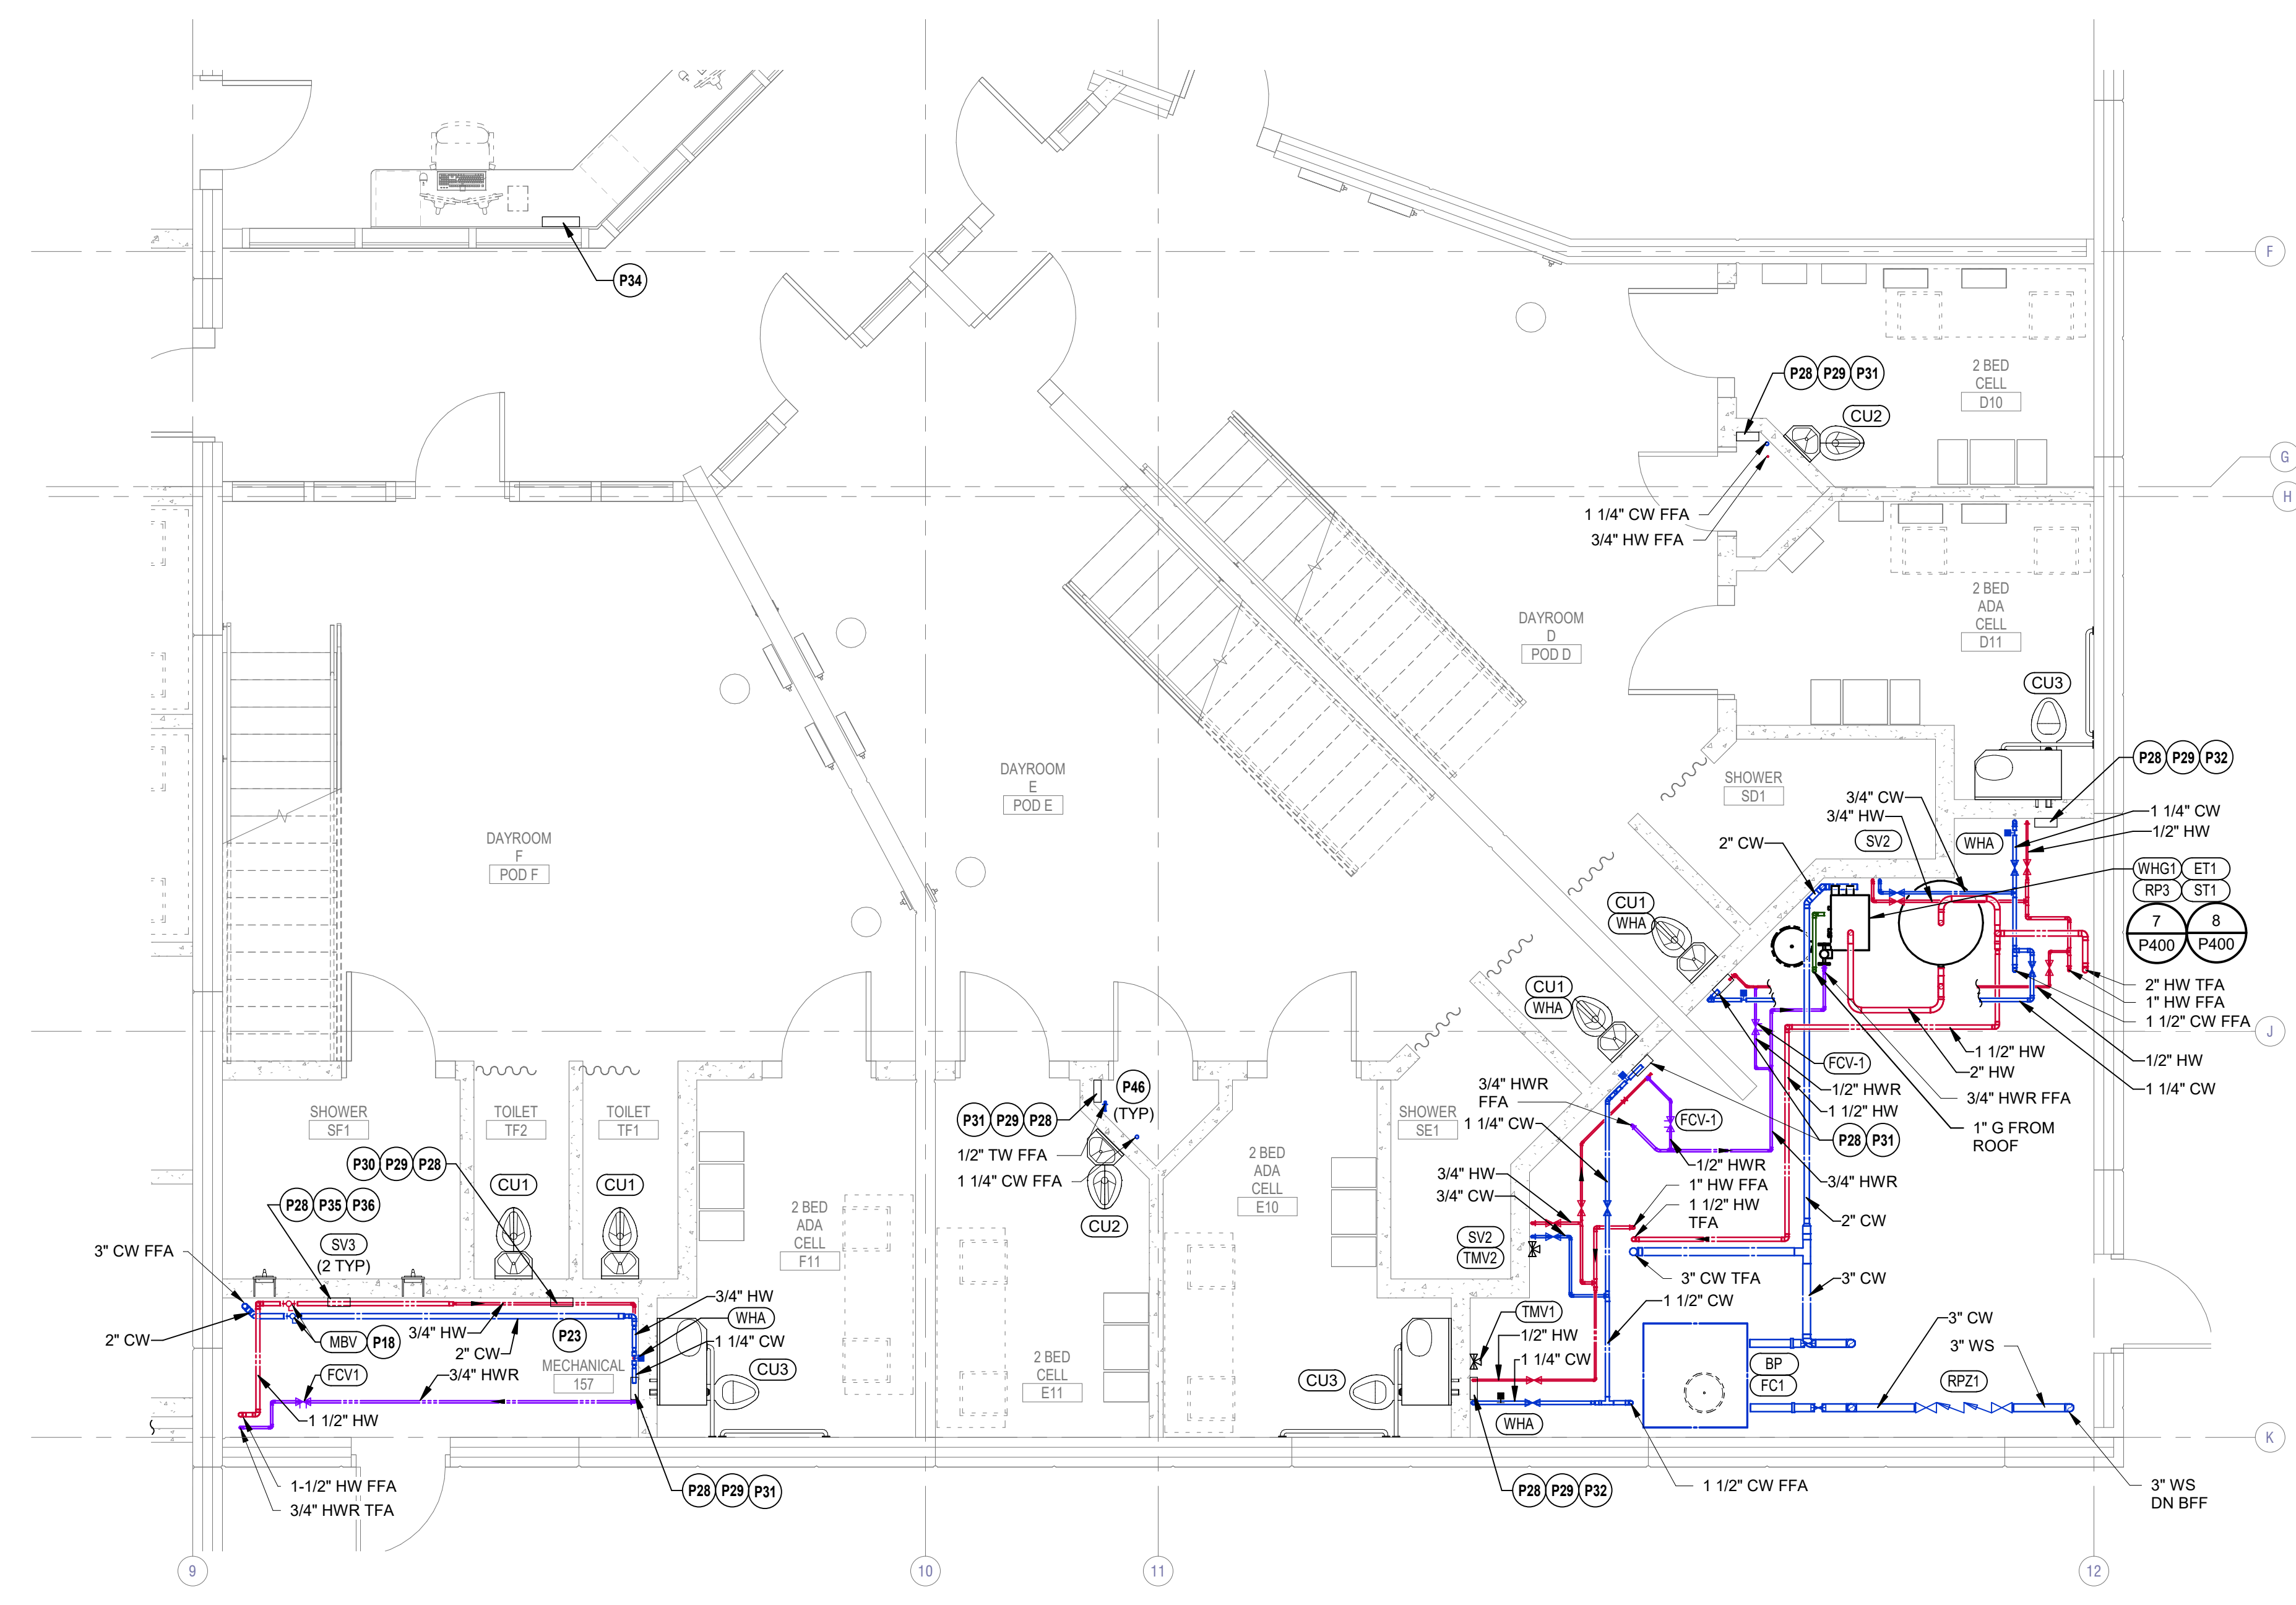 P34
F
P28 P29 P31
CU2
2 BED
CELL
D10
G
H
1 1/4" CW FFA
3/4" HW FFA
2 BED
ADA
CELL
D11
DAYROOM
D
POD D
CU3
P28 P29 P32
DAYROOM
E
POD E
SHOWER
SD1
3/4" CW
3/4" HW
SV2
WHA
1 1/4" CW
1/2" HW
2" CW
DAYROOM
F
POD F
WHG1 ET1
RP3 ST1
7
P400
8
P400
CU1
WHA
CU1
WHA
2" HW TFA
1" HW FFA
1 1/2" CW FFA
J
1/2" HW
1 1/4" CW
1 1/2" HW
2" HW
3/4" HWR FFA
1" G FROM
ROOF
FCV-1
1/2" HWR
1 1/2" HW
P28 P31
3/4" HWR
FFA
1 1/4" CW
FCV-1
1/2" HWR
1" HW FFA
1 1/2" HW
TFA
3/4" HWR
2" CW
SHOWER
SF1
TOILET
TF2
TOILET
TF1
P31 P29 P28
P46
(TYP)
1/2" TW FFA
1 1/4" CW FFA
CU2
2 BED
ADA
CELL
E10
SHOWER
SE1
3/4" HW
3/4" CW
SV2
TMV2
P30 P29 P28
CU1
CU1
P28 P35 P36
SV3
(2 TYP)
3" CW FFA
2" CW
2 BED
ADA
CELL
F11
3" CW TFA
3" CW
1 1/2" CW
3/4" HW
WHA
1 1/4" CW
MBV P18
3/4" HW
2" CW
P23
MECHANICAL
157
FCV1
3/4" HWR
1 1/2" HW
CU3
2 BED
CELL
E11
CU3
TMV1
1/2" HW
1 1/4" CW
WHA
BP
FC1
3" CW
3" WS
RPZ1
K
1-1/2" HW FFA
3/4" HWR TFA
P28 P29 P31
P28 P29 P32
1 1/2" CW FFA
3" WS
DN BFF
9
10
11
12